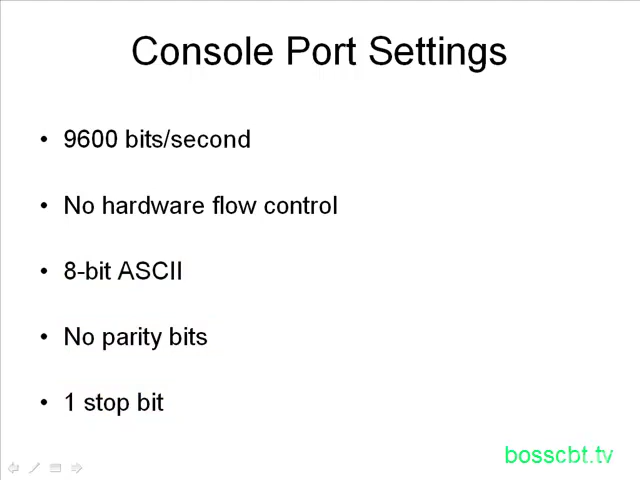 Console Port Settings
• 9600 bits/second
• No hardware flow control
• 8-bit ASCII
• No parity bits
• 1 stop bit
bosscbt.tv